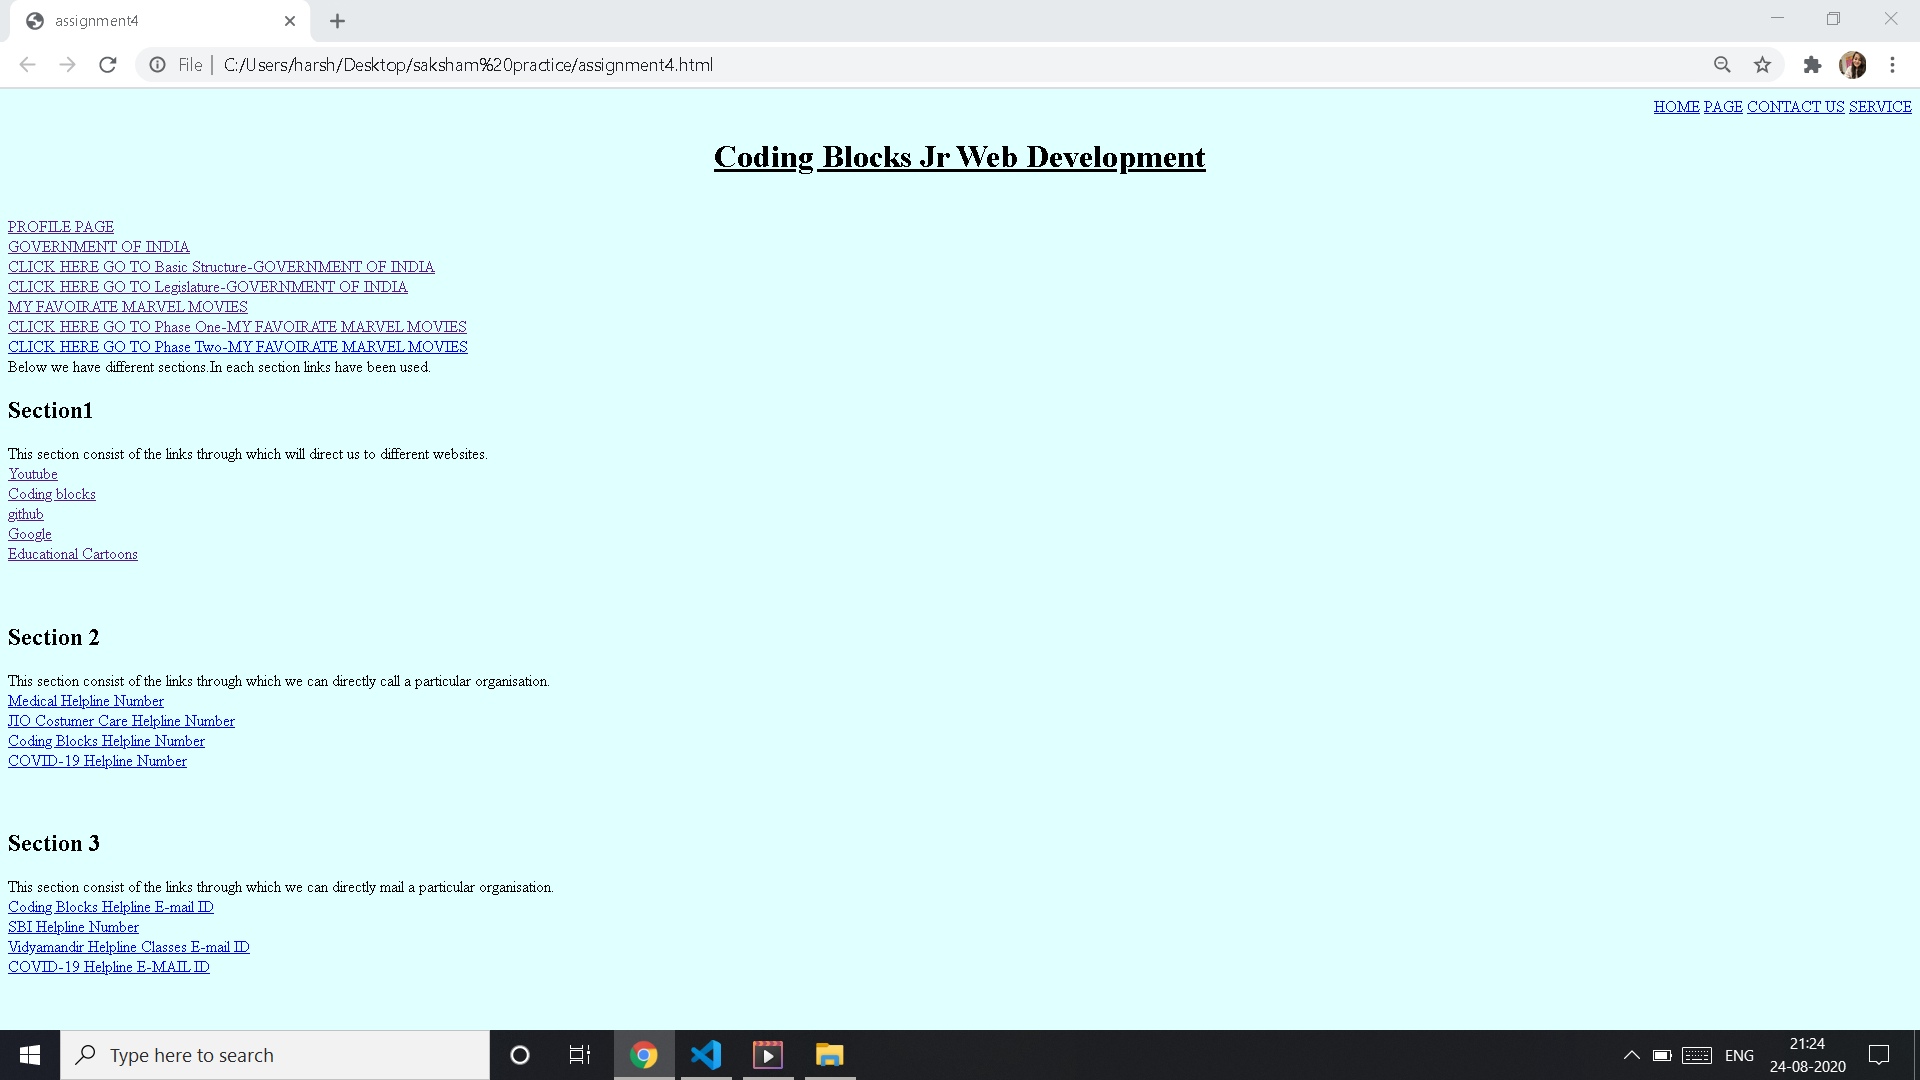 assignment4
File | C:/Users/harsh/Desktop/saksham%20practice/assignment4.html
HOME PAGE CONTACT US SERVICE
Coding Blocks Jr Web Development
PROFILE PAGE
GOVERNMENT OF INDIA
CLICK HERE GO TO Basic Structure-GOVERNMENT OF INDIA
CLICK HERE GO TO Legislature-GOVERNMENT OF INDIA
MY FAVOIRATE MARVEL MOVIES
CLICK HERE GO TO Phase One-MY FAVOIRATE MARVEL MOVIES
CLICK HERE GO TO Phase Two-MY FAVOIRATE MARVEL MOVIES
Below we have different sections.In each section links have been used.
Section1
This section consist of the links through which will direct us to different websites.
Youtube
Coding blocks
github
Google
Educational Cartoons
Section 2
This section consist of the links through which we can directly call a particular organisation.
Medical Helpline Number
JIO Costumer Care Helpline Number
Coding Blocks Helpline Number
COVID-19 Helpline Number
Section 3
This section consist of the links through which we can directly mail a particular organisation.
Coding Blocks Helpline E-mail ID
SBI Helpline Number
Vidyamandir Helpline Classes E-mail ID
COVID-19 Helpline E-MAIL ID
Type here to search
ENG
21:24
24-08-2020